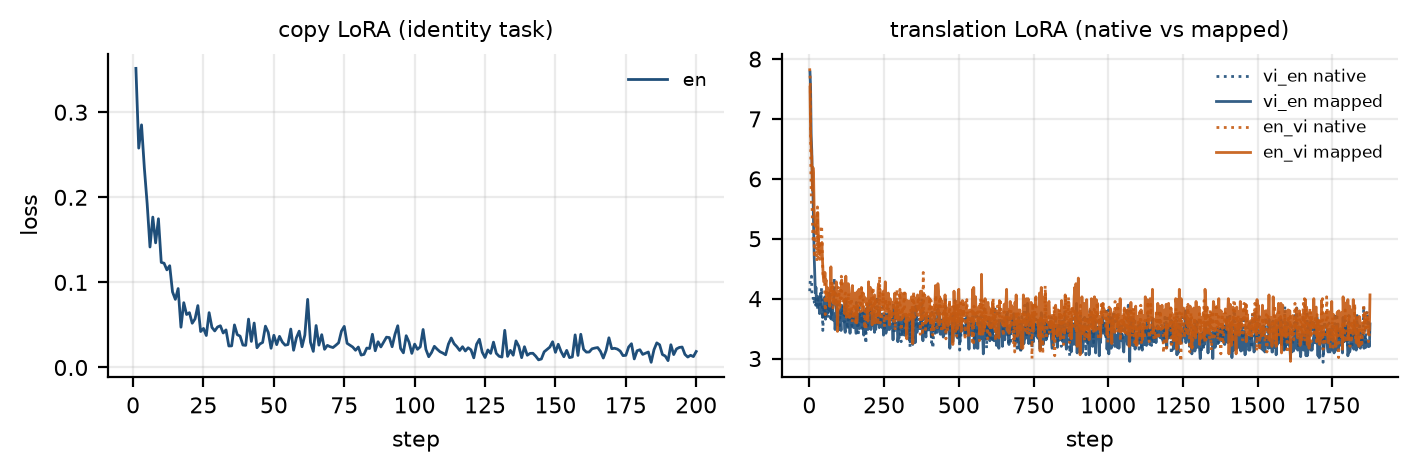 copy LoRA (identity task)
loss
0.3
0.2
0.1
0.0
en
0 25 50 75 100 125 150 175 200
step
translation LoRA (native vs mapped)
8
7
6
5
4
3
vi_en native
vi_en mapped
en_vi native
en_vi mapped
0 250 500 750 1000 1250 1500 1750
step